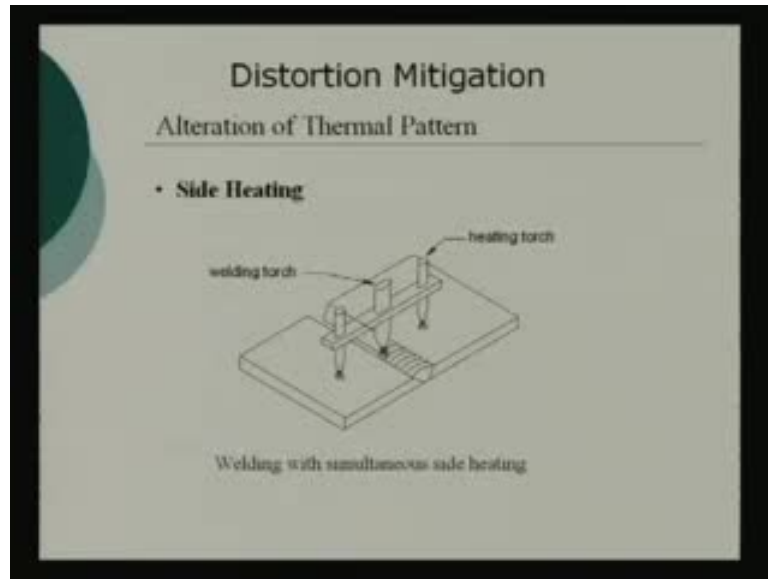 Distortion Mitigation
Alteration of Thermal Pattern
• Side Heating
heating torch
welding torch
Welding with simultaneous side heating